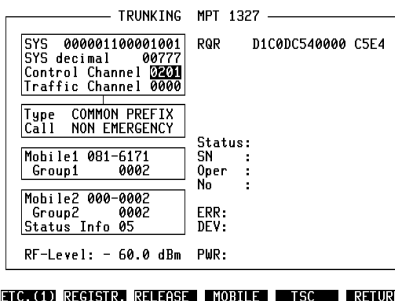 TRUNKING MPT 1327
SYS 000001100001001
SYS decimal 00777
Control Channel 0201
Traffic Channel 0000
RQR D1C0DC540000 C5E4
Type COMMON PREFIX
Call NON EMERGENCY
Mobile1 081-6171
Group1 0002
Status:
SN :
Oper :
No :
Mobile2 000-0002
Group2 0002
Status Info 05
ERR:
DEV:
RF-Level: - 60.0 dBm PWR:
ETC.(1) REGISTR. RELEASE MOBILE TSC RETUR